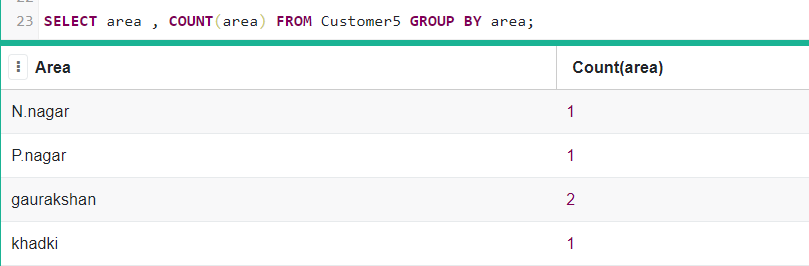 23 SELECT area , COUNT(area) FROM Customer5 GROUP BY area;
Area Count(area)
N.nagar 1
P.nagar 1
gaurakshan 2
khadki 1